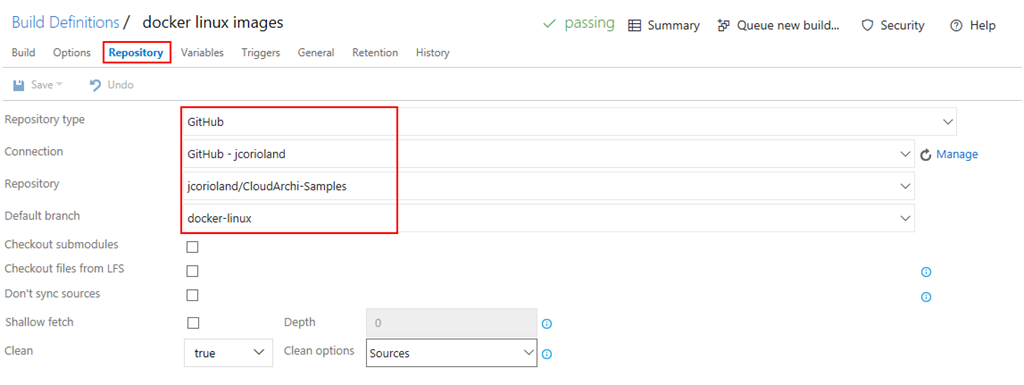 Build Definitions / docker linux images
passing Summary Queue new build... Security Help
Build Options Repository Variables Triggers General Retention History
Save Undo
Repository type GitHub
Connection GitHub - jcorioland Manage
Repository jcorioland/CloudArchi-Samples
Default branch docker-linux
Checkout submodules
Checkout files from LFS
Don't sync sources
Shallow fetch Depth 0
Clean true Clean options Sources